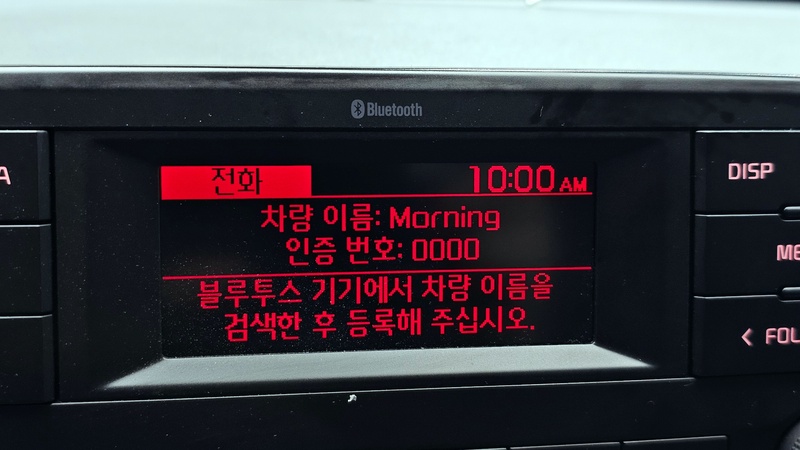 Bluetooth
A
DISP
전화 10:00 AM
차량 이름: Morning
인증 번호: 0000
블루투스 기기에서 차량 이름을
검색한 후 등록해 주십시오.
ME
< FOL